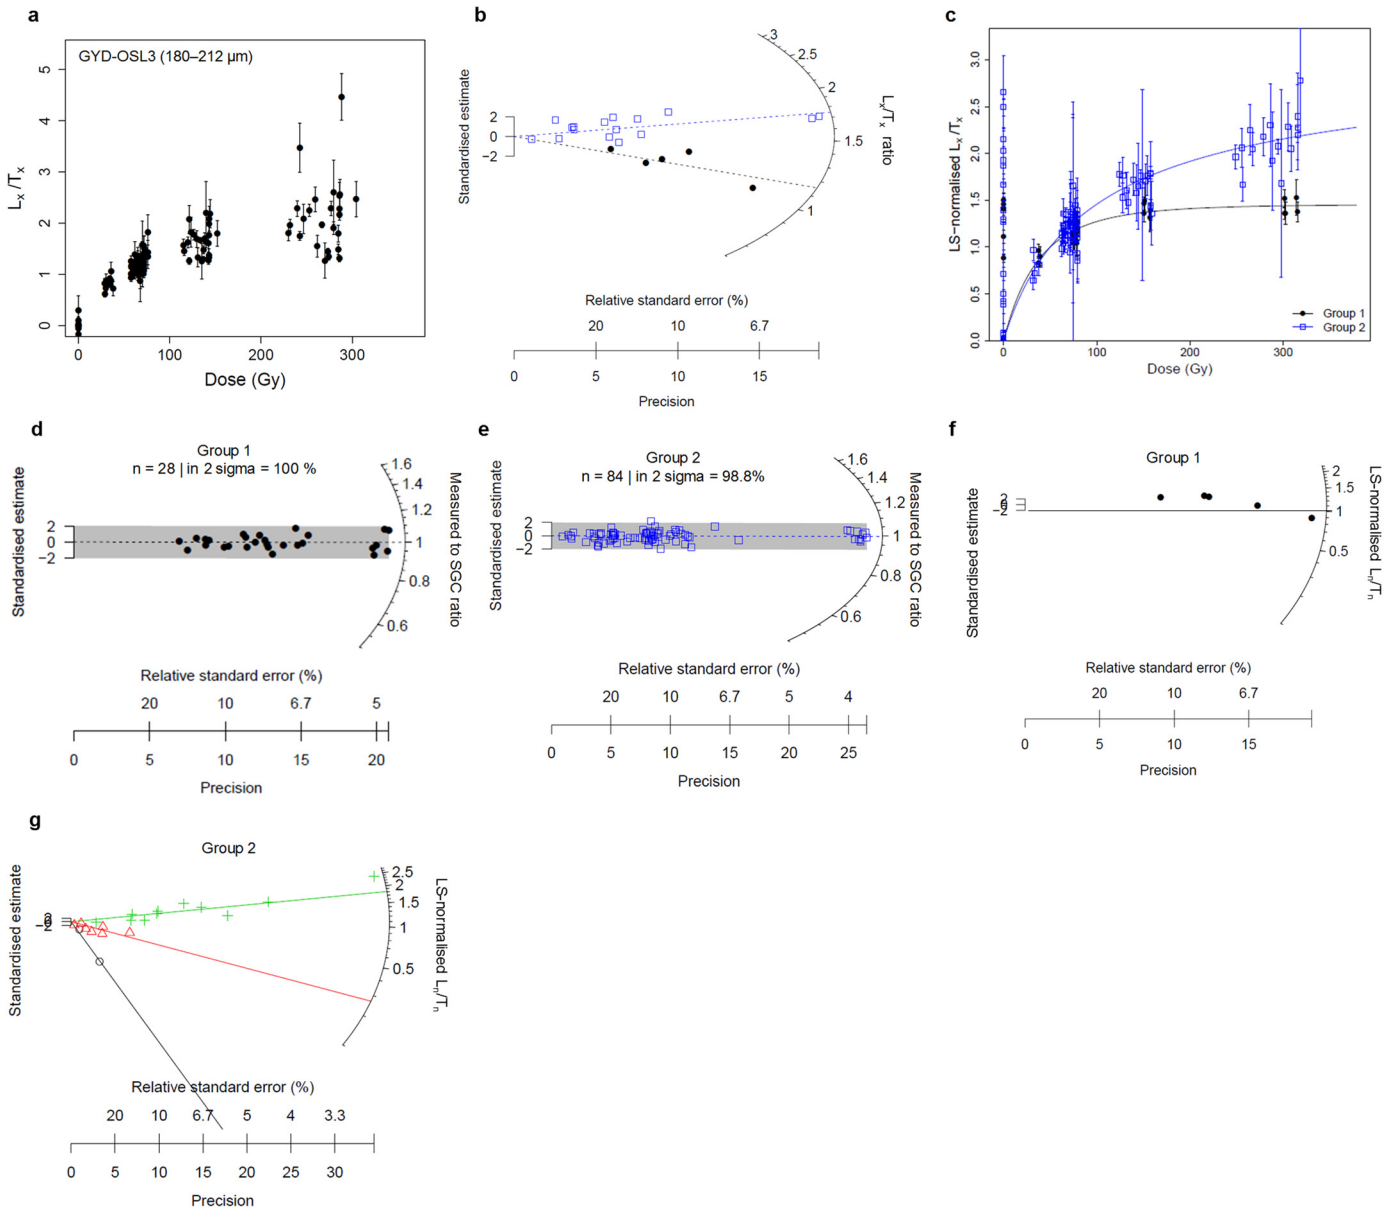 a
GYD-OSL3 (180–212 µm)
5
4
3
2
1
0
Lx/Tx
0 100 200 300
Dose (Gy)
b
Standardised estimate
2
0
−2
3
2.5
2
1.5
1
Lx/Tx ratio
Relative standard error (%)
20 10 6.7
0 5 10 15
Precision
c
LS−normalised Lx/Tx
3.0
2.5
2.0
1.5
1.0
0.5
0.0
Group 1
Group 2
0 100 200 300
Dose (Gy)
d
Group 1
n = 28 | in 2 sigma = 100 %
Standardised estimate
2
0
−2
1.6
1.4
1.2
1
0.8
0.6
Measured to SGC ratio
Relative standard error (%)
20 10 6.7 5
0 5 10 15 20
Precision
e
Group 2
n = 84 | in 2 sigma = 98.8%
Standardised estimate
2
0
−2
1.6
1.4
1.2
1
0.8
0.6
Measured to SGC ratio
Relative standard error (%)
20 10 6.7 5 4
0 5 10 15 20 25
Precision
f
Group 1
Standardised estimate
2
0
−2
2
1.5
1
0.5
LS-normalised Ln/Tn
Relative standard error (%)
20 10 6.7
0 5 10 15
Precision
g
Group 2
Standardised estimate
2
0
−2
2.5
2
1.5
1
0.5
LS-normalised Ln/Tn
Relative standard error (%)
20 10 6.7 5 4 3.3
0 5 10 15 20 25 30
Precision